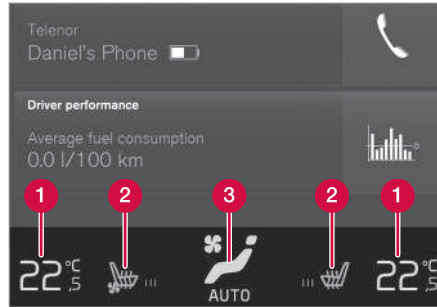 Telenor
Daniel's Phone
Driver performance
Average fuel consumption
0.0 l/100 km
1 2 3 2 1
22°C ,5 22°C ,5
AUTO